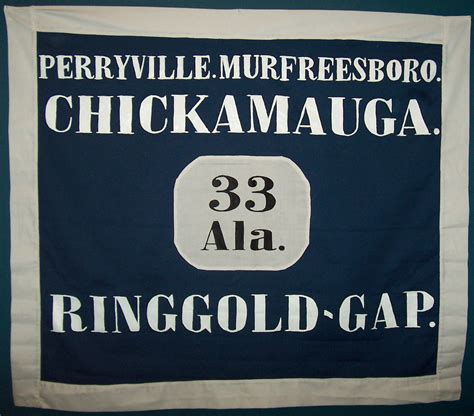 PERRYVILLE.MURFREESBORO.
CHICKAMAUGA.
33
Ala.
RINGGOLD-GAP.